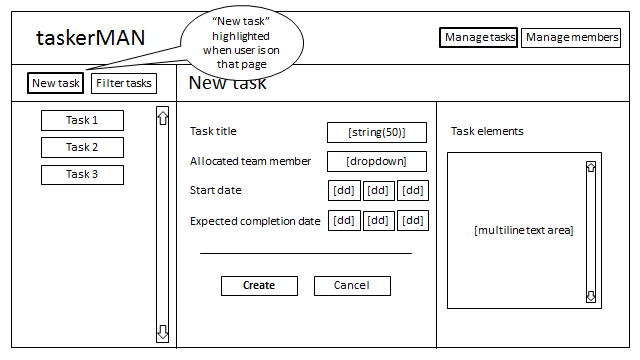 taskerMAN
“New task”
highlighted
when user is on
that page
Manage tasks
Manage members
New task
Filter tasks
New task
Task 1
Task 2
Task 3
Task title
[string(50)]
Allocated team member
[dropdown]
Start date
[dd] [dd] [dd]
Expected completion date
[dd] [dd] [dd]
Create
Cancel
Task elements
[multiline text area]